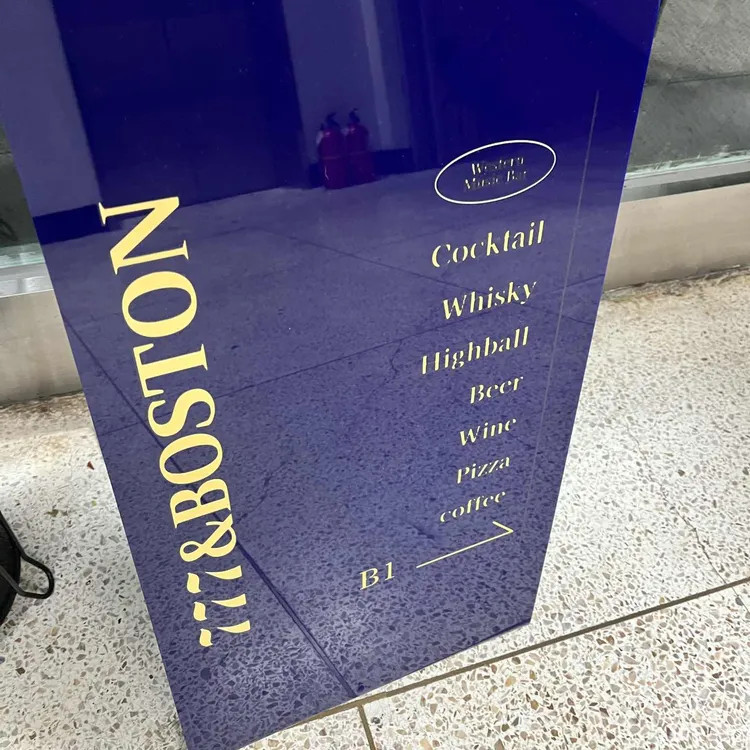 777&BOSTON
Western
Music Bar
Cocktail
Whisky
Highball
Beer
Wine
Pizza
coffee
B1